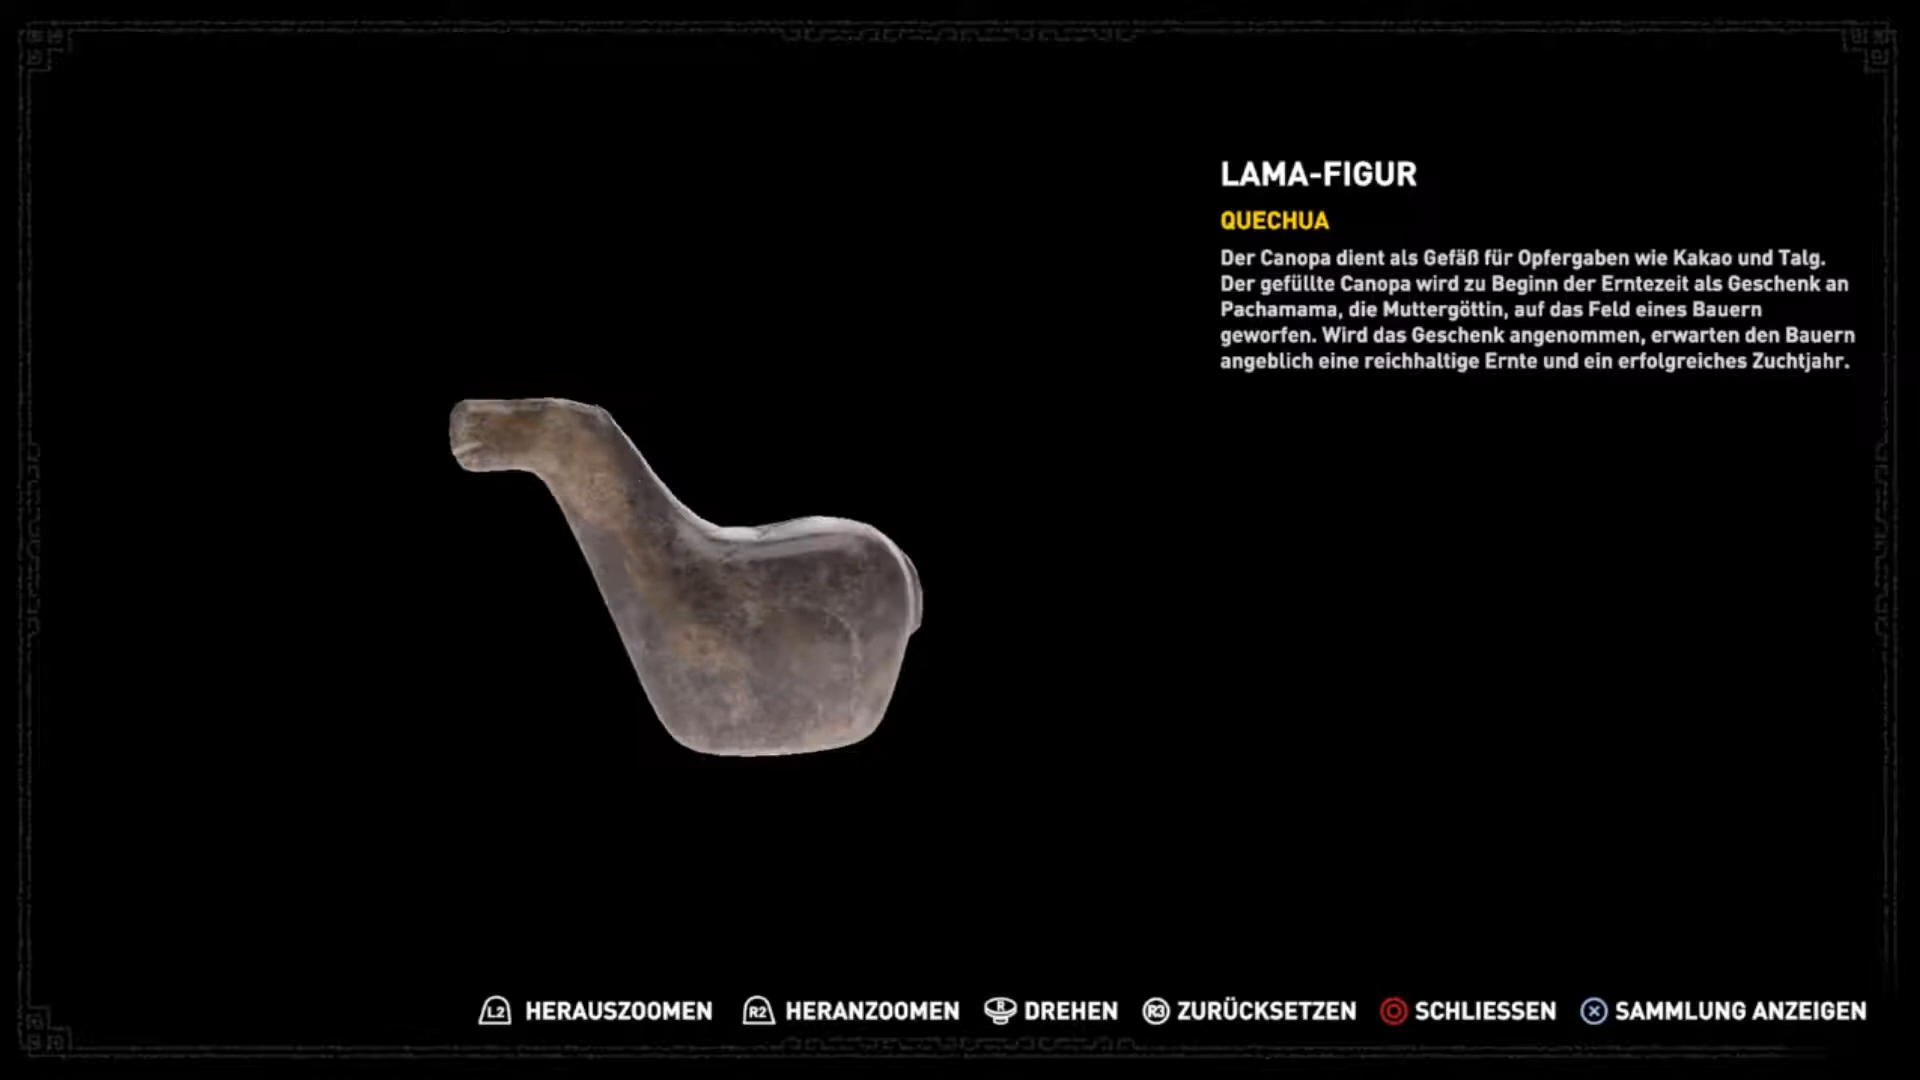 LAMA-FIGUR
QUECHUA
Der Canopa dient als Gefäß für Opfergaben wie Kakao und Talg.
Der gefüllte Canopa wird zu Beginn der Erntezeit als Geschenk an
Pachamama, die Muttergöttin, auf das Feld eines Bauern
geworfen. Wird das Geschenk angenommen, erwarten den Bauern
angeblich eine reichhaltige Ernte und ein erfolgreiches Zuchtjahr.
L2 HERAUSZOOMEN R2 HERANZOOMEN R DREHEN R3 ZURÜCKSETZEN SCHLIESSEN SAMMLUNG ANZEIGEN